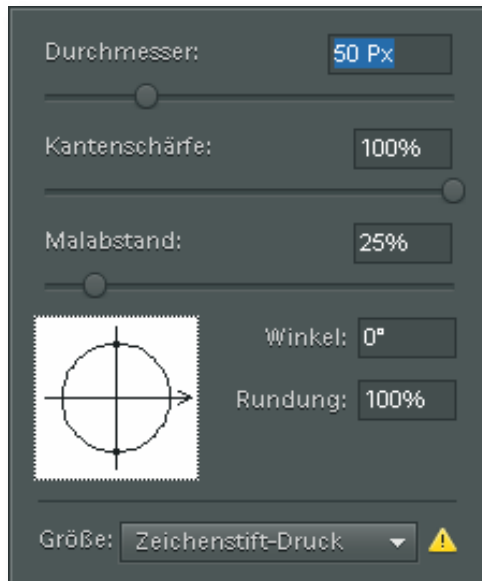 Durchmesser: 50 Px
Kantenschärfe: 100%
Malabstand: 25%
Winkel: 0°
Rundung: 100%
Größe: Zeichenstift-Druck